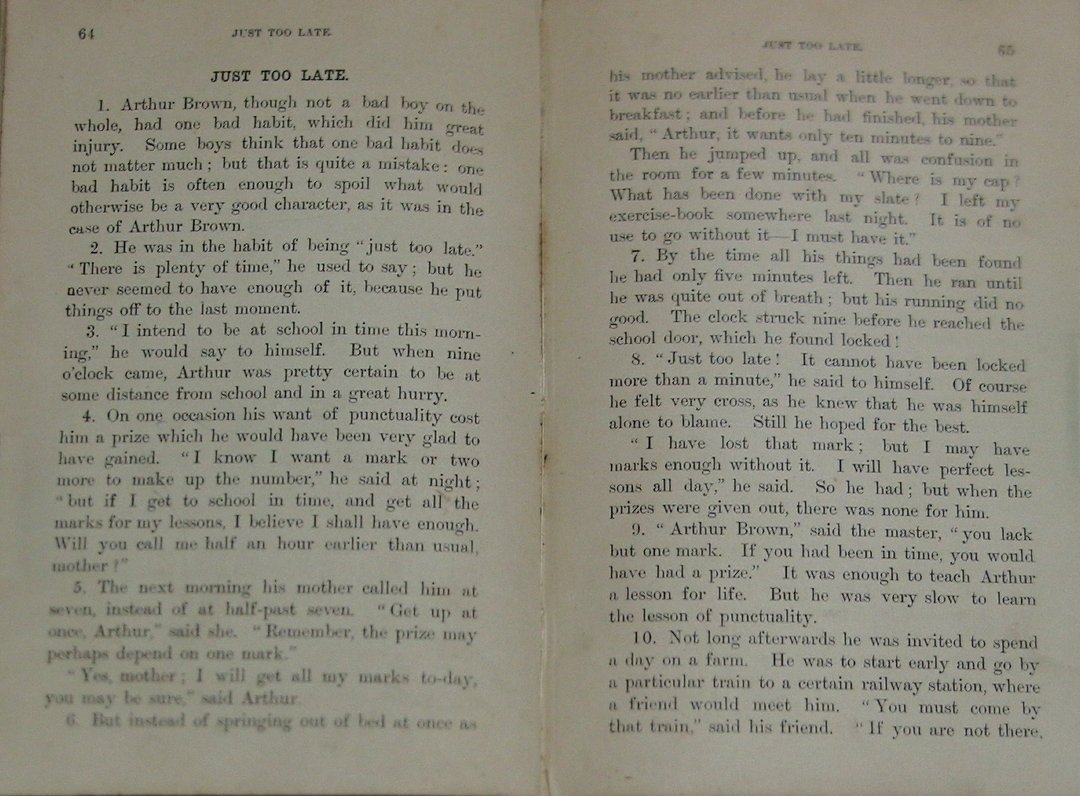 64
JUST TOO LATE.
JUST TOO LATE.
1. Arthur Brown, though not a bad boy on the
whole, had one bad habit, which did him great
injury. Some boys think that one bad habit does
not matter much; but that is quite a mistake: one
bad habit is often enough to spoil what would
otherwise be a very good character, as it was in the
case of Arthur Brown.
2. He was in the habit of being "just too late."
"There is plenty of time," he used to say; but he
never seemed to have enough of it, because he put
things off to the last moment.
3. "I intend to be at school in time this morn-
ing," he would say to himself. But when nine
o'clock came, Arthur was pretty certain to be at
some distance from school and in a great hurry.
4. On one occasion his want of punctuality cost
him a prize which he would have been very glad to
have gained. "I know I want a mark or two
more to make up the number," he said at night;
"but if I get to school in time, and get all the
marks for my lessons, I believe I shall have enough.
Will you call me half an hour earlier than usual,
mother?"
5. The next morning his mother called him at
seven, instead of at half-past seven. "Get up at
once, Arthur," said she. "Remember, the prize may
perhaps depend on one mark."
"Yes, mother; I will get all my marks to-day,
you may be sure," said Arthur.
6. But instead of springing out of bed at once as
JUST TOO LATE.
65
his mother advised, he lay a little longer, so that
it was no earlier than usual when he went down to
breakfast; and before he had finished, his mother
said, "Arthur, it wants only ten minutes to nine."
Then he jumped up, and all was confusion in
the room for a few minutes. "Where is my cap?
What has been done with my slate? I left my
exercise-book somewhere last night. It is of no
use to go without it—I must have it."
7. By the time all his things had been found
he had only five minutes left. Then he ran until
he was quite out of breath; but his running did no
good. The clock struck nine before he reached the
school door, which he found locked!
8. "Just too late! It cannot have been locked
more than a minute," he said to himself. Of course
he felt very cross, as he knew that he was himself
alone to blame. Still he hoped for the best.
"I have lost that mark; but I may have
marks enough without it. I will have perfect les-
sons all day," he said. So he had; but when the
prizes were given out, there was none for him.
9. "Arthur Brown," said the master, "you lack
but one mark. If you had been in time, you would
have had a prize." It was enough to teach Arthur
a lesson for life. But he was very slow to learn
the lesson of punctuality.
10. Not long afterwards he was invited to spend
a day on a farm. He was to start early and go by
a particular train to a certain railway station, where
a friend would meet him. "You must come by
that train," said his friend. "If you are not there,